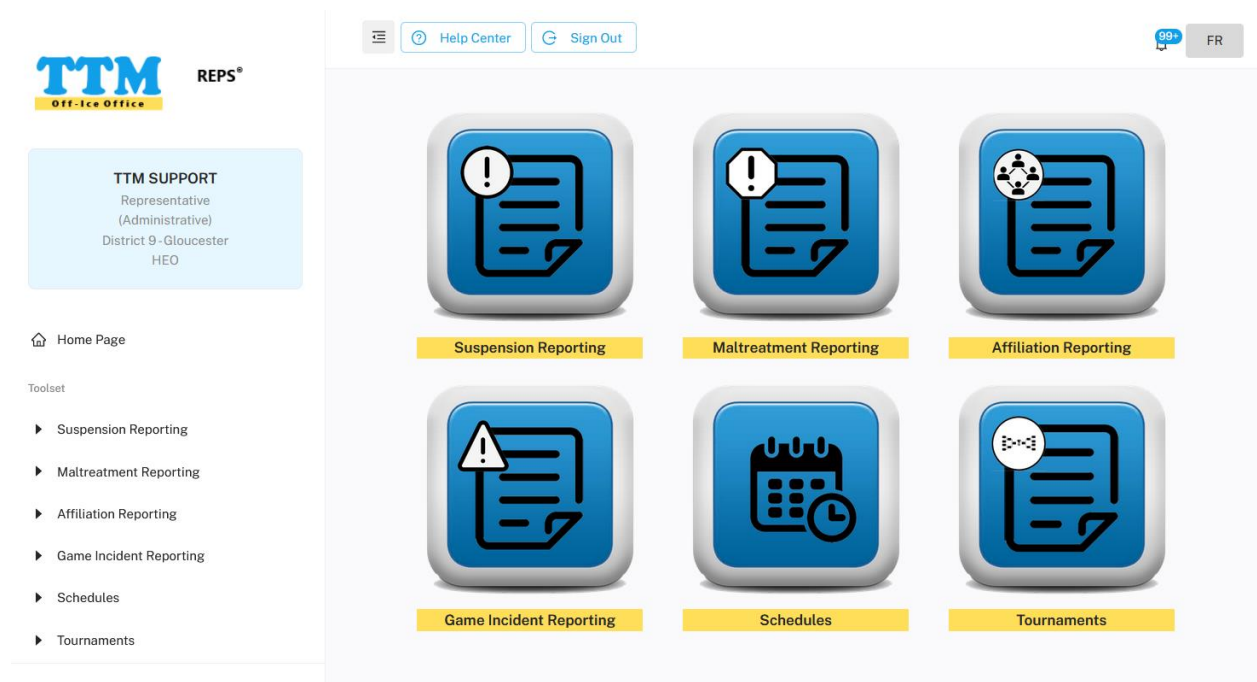 TTM
Off-Ice Office
REPS®
TTM SUPPORT
Representative
(Administrative)
District 9 - Gloucester
HEO
Home Page
Toolset
Suspension Reporting
Maltreatment Reporting
Affiliation Reporting
Game Incident Reporting
Schedules
Tournaments
Help Center
Sign Out
99+
FR
Suspension Reporting
Maltreatment Reporting
Affiliation Reporting
Game Incident Reporting
Schedules
Tournaments